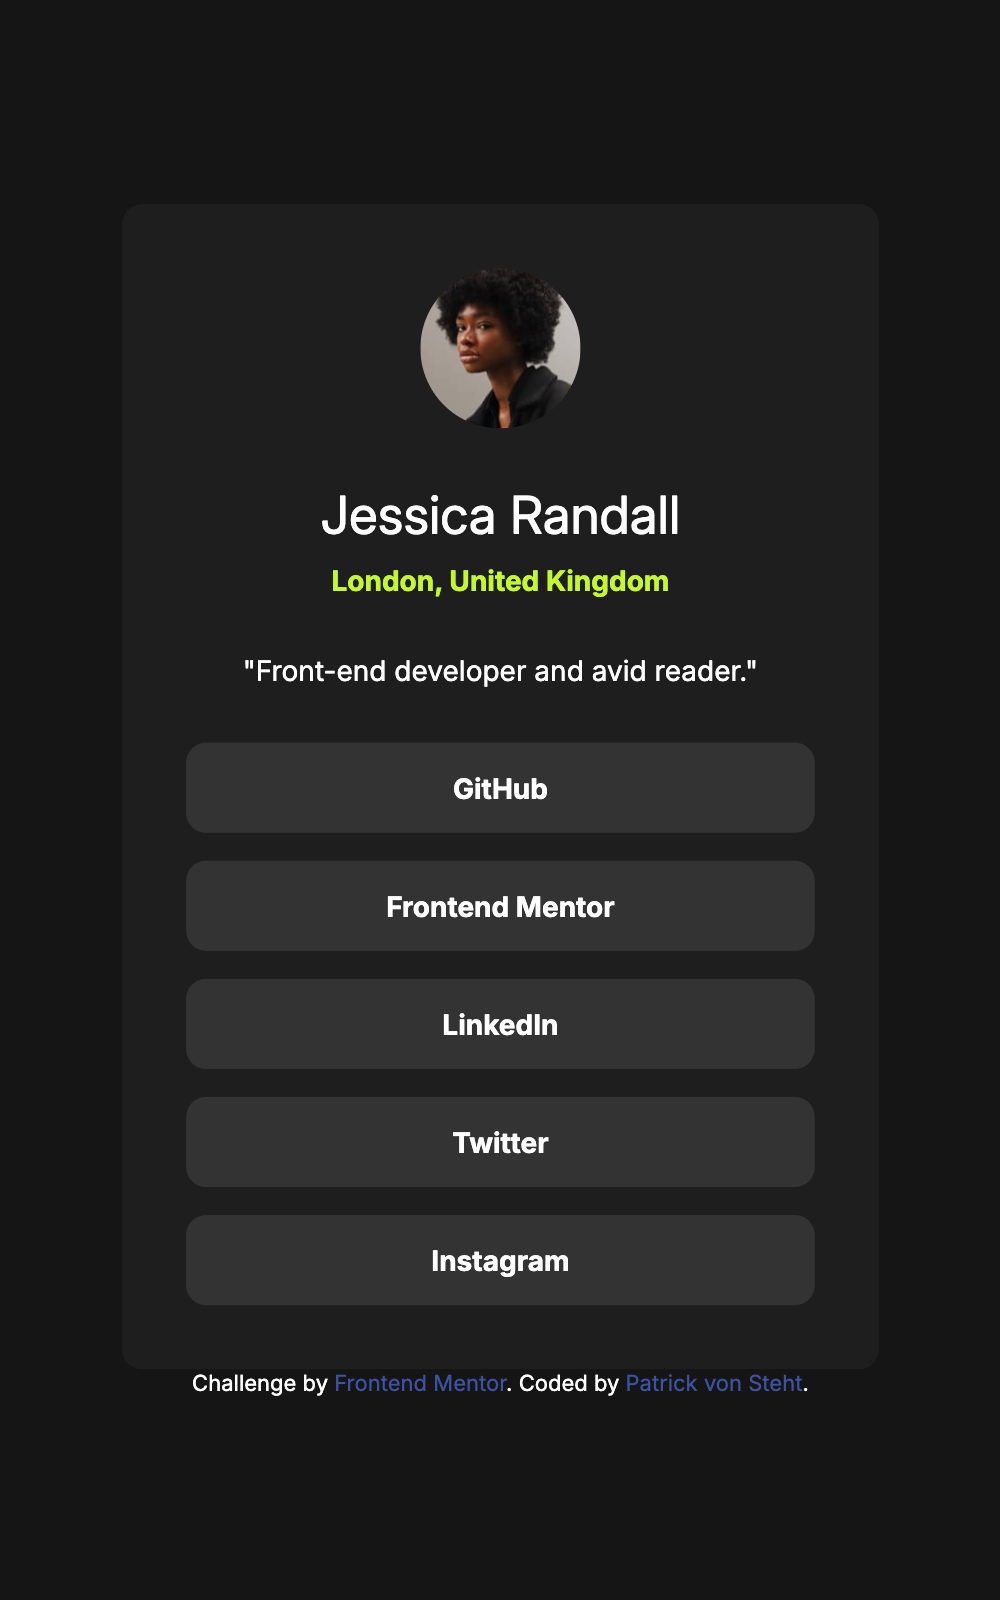 Jessica Randall
London, United Kingdom
"Front-end developer and avid reader."
GitHub
Frontend Mentor
LinkedIn
Twitter
Instagram
Challenge by Frontend Mentor. Coded by Patrick von Steht.